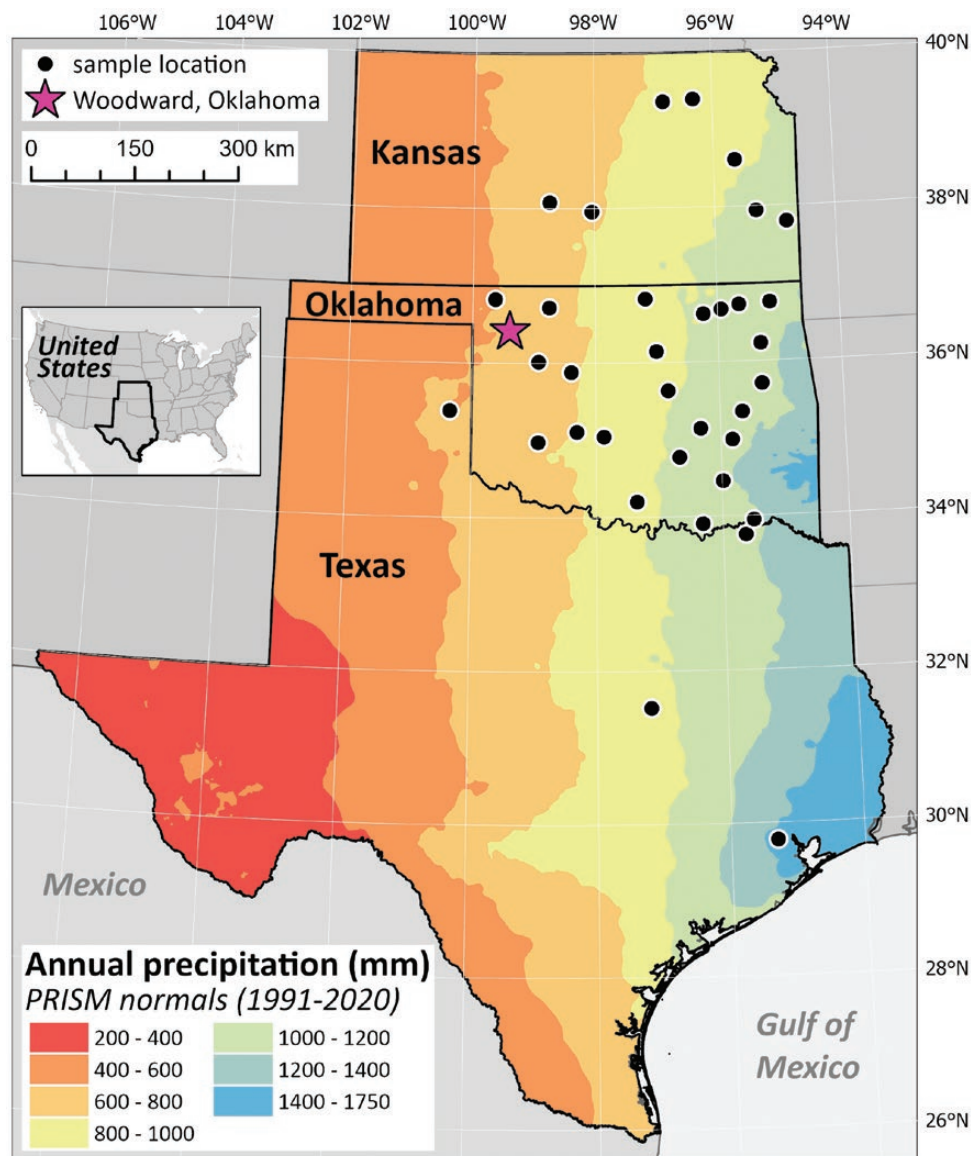 106°W 104°W 102°W 100°W 98°W 96°W 94°W
40°N
sample location
Woodward, Oklahoma
0 150 300 km
Kansas
38°N
Oklahoma
United
States
36°N
34°N
Texas
32°N
30°N
Mexico
Annual precipitation (mm)
PRISM normals (1991-2020)
200 - 400
400 - 600
600 - 800
800 - 1000
1000 - 1200
1200 - 1400
1400 - 1750
28°N
Gulf of
Mexico
26°N